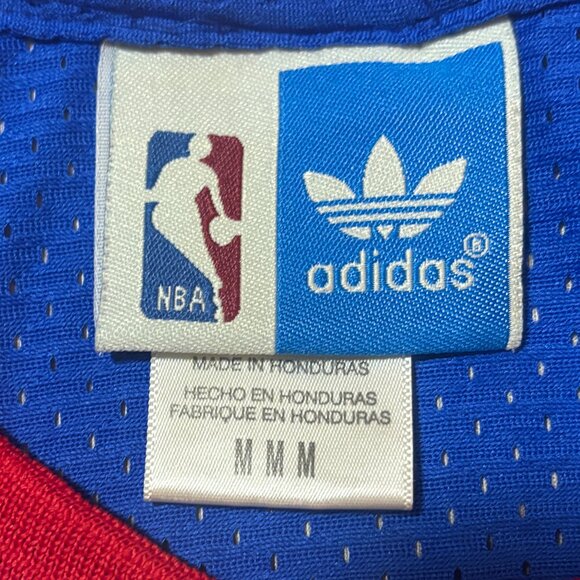 NBA
adidas®
MADE IN HONDURAS
HECHO EN HONDURAS
FABRIQUE EN HONDURAS
M M M